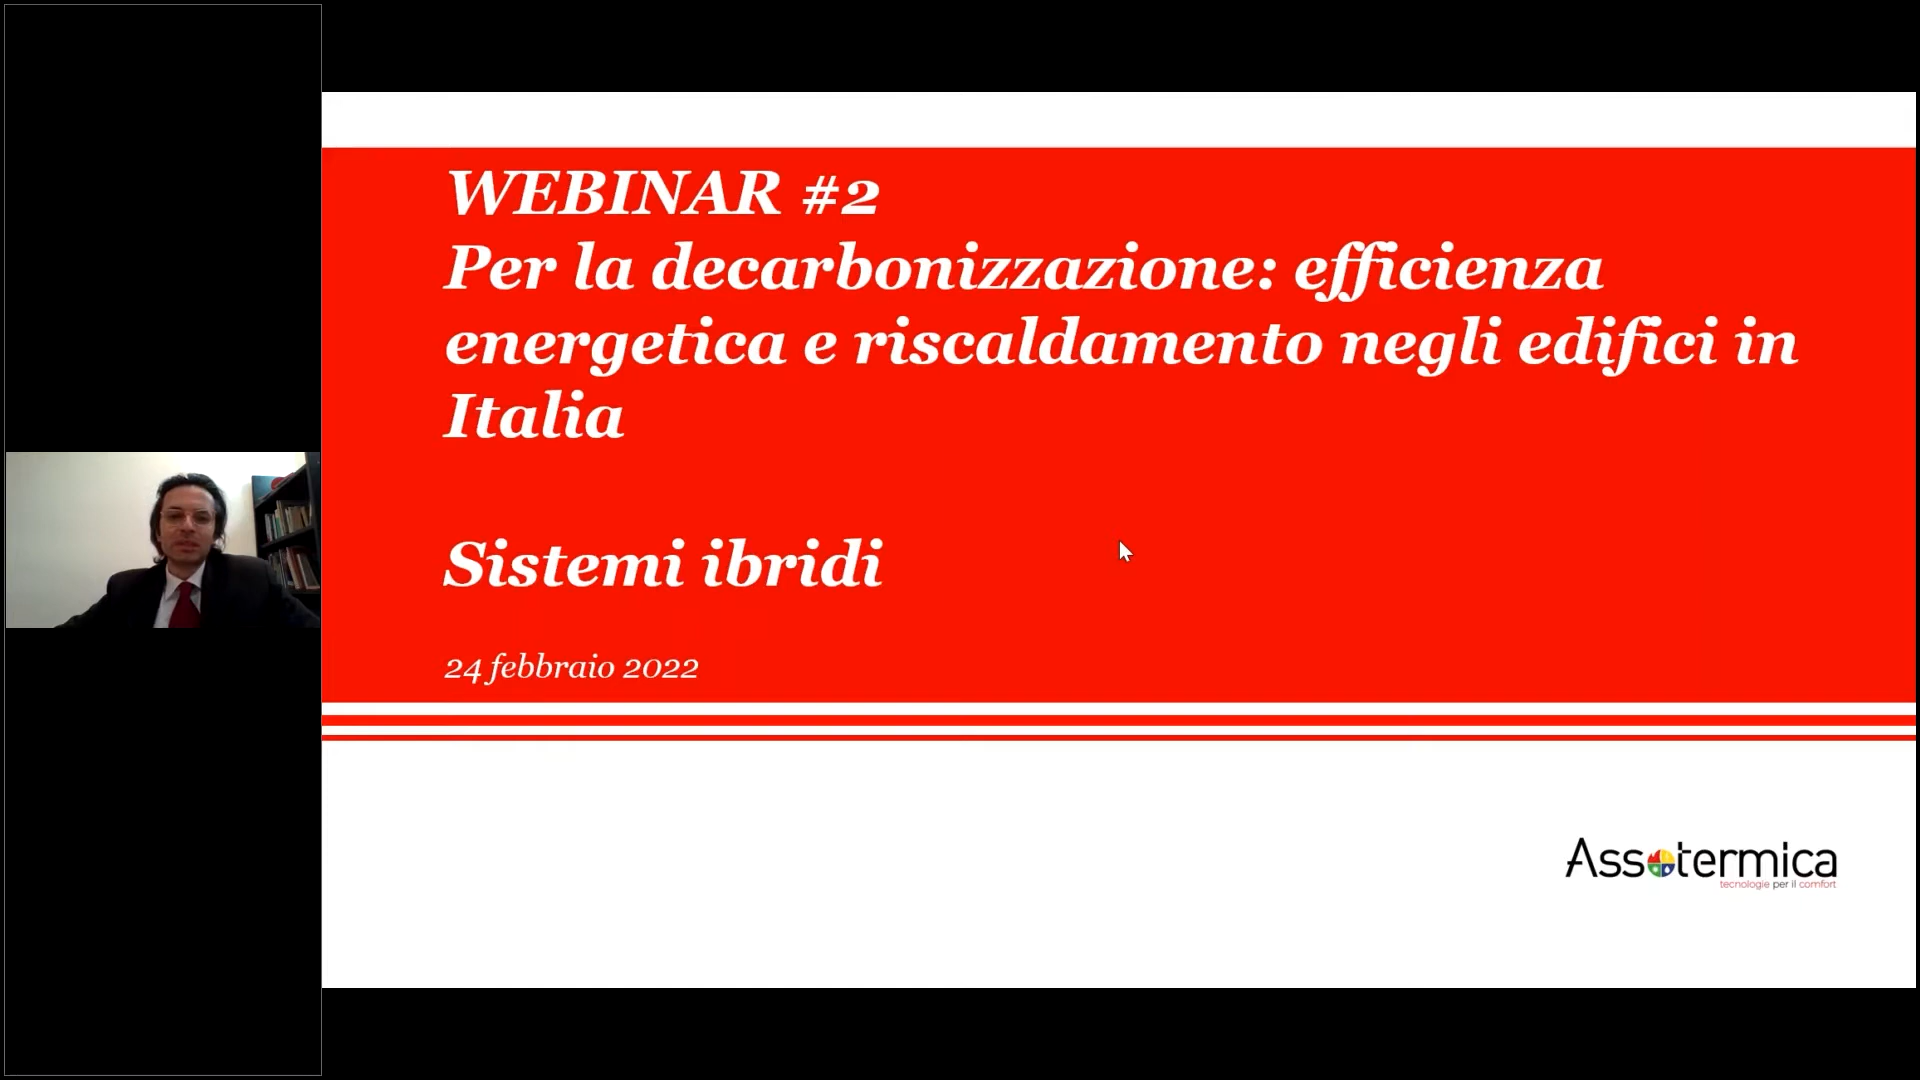 WEBINAR #2
Per la decarbonizzazione: efficienza
energetica e riscaldamento negli edifici in
Italia
Sistemi ibridi
24 febbraio 2022
Assotermica
tecnologie per il comfort